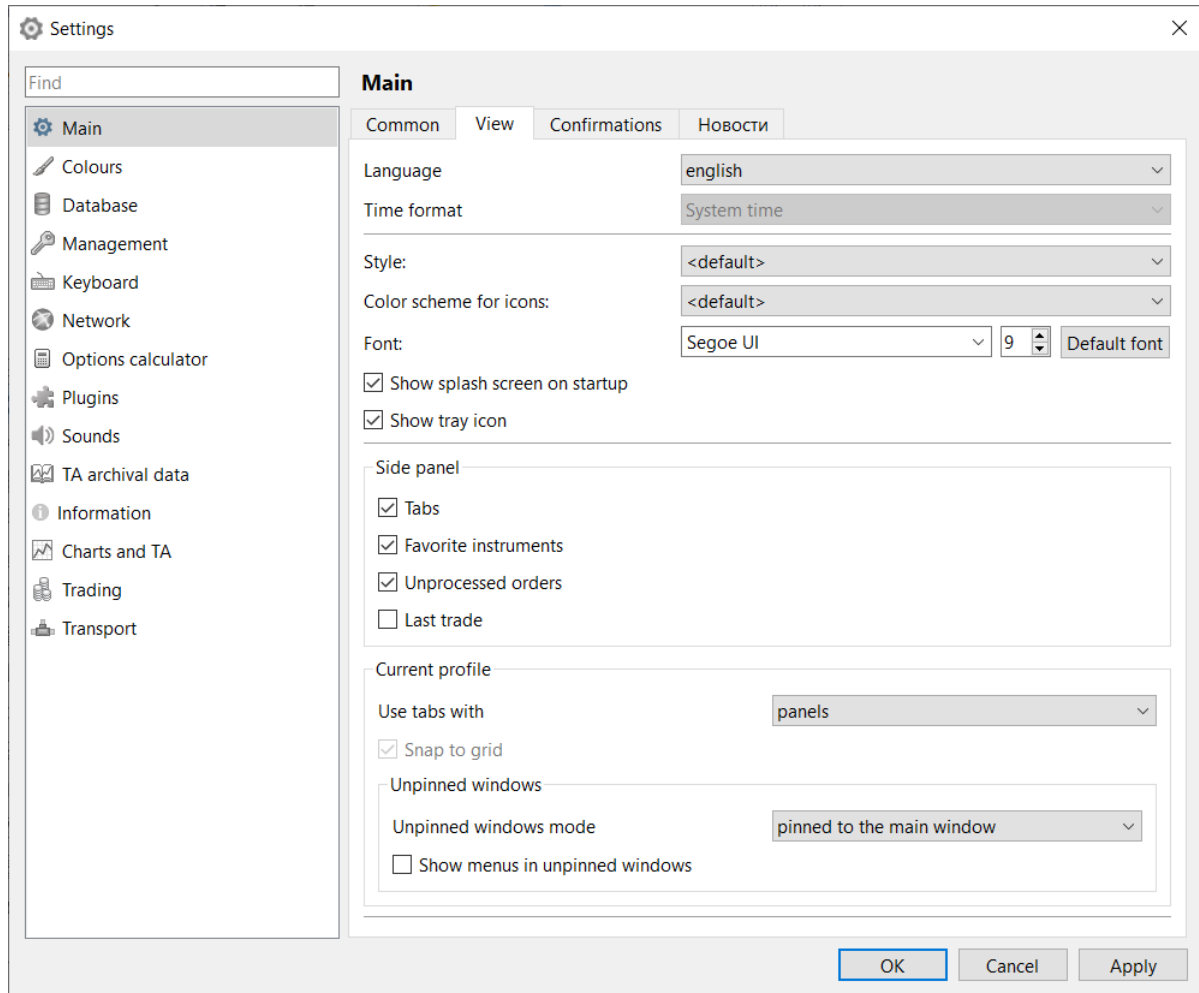 Settings
Find
Main
Colours
Database
Management
Keyboard
Network
Options calculator
Plugins
Sounds
TA archival data
Information
Charts and TA
Trading
Transport
Main
Common View Confirmations Новости
Language english
Time format System time
Style: <default>
Color scheme for icons: <default>
Font: Segoe UI 9 Default font
Show splash screen on startup
Show tray icon
Side panel
Tabs
Favorite instruments
Unprocessed orders
Last trade
Current profile
Use tabs with panels
Snap to grid
Unpinned windows
Unpinned windows mode pinned to the main window
Show menus in unpinned windows
OK Cancel Apply